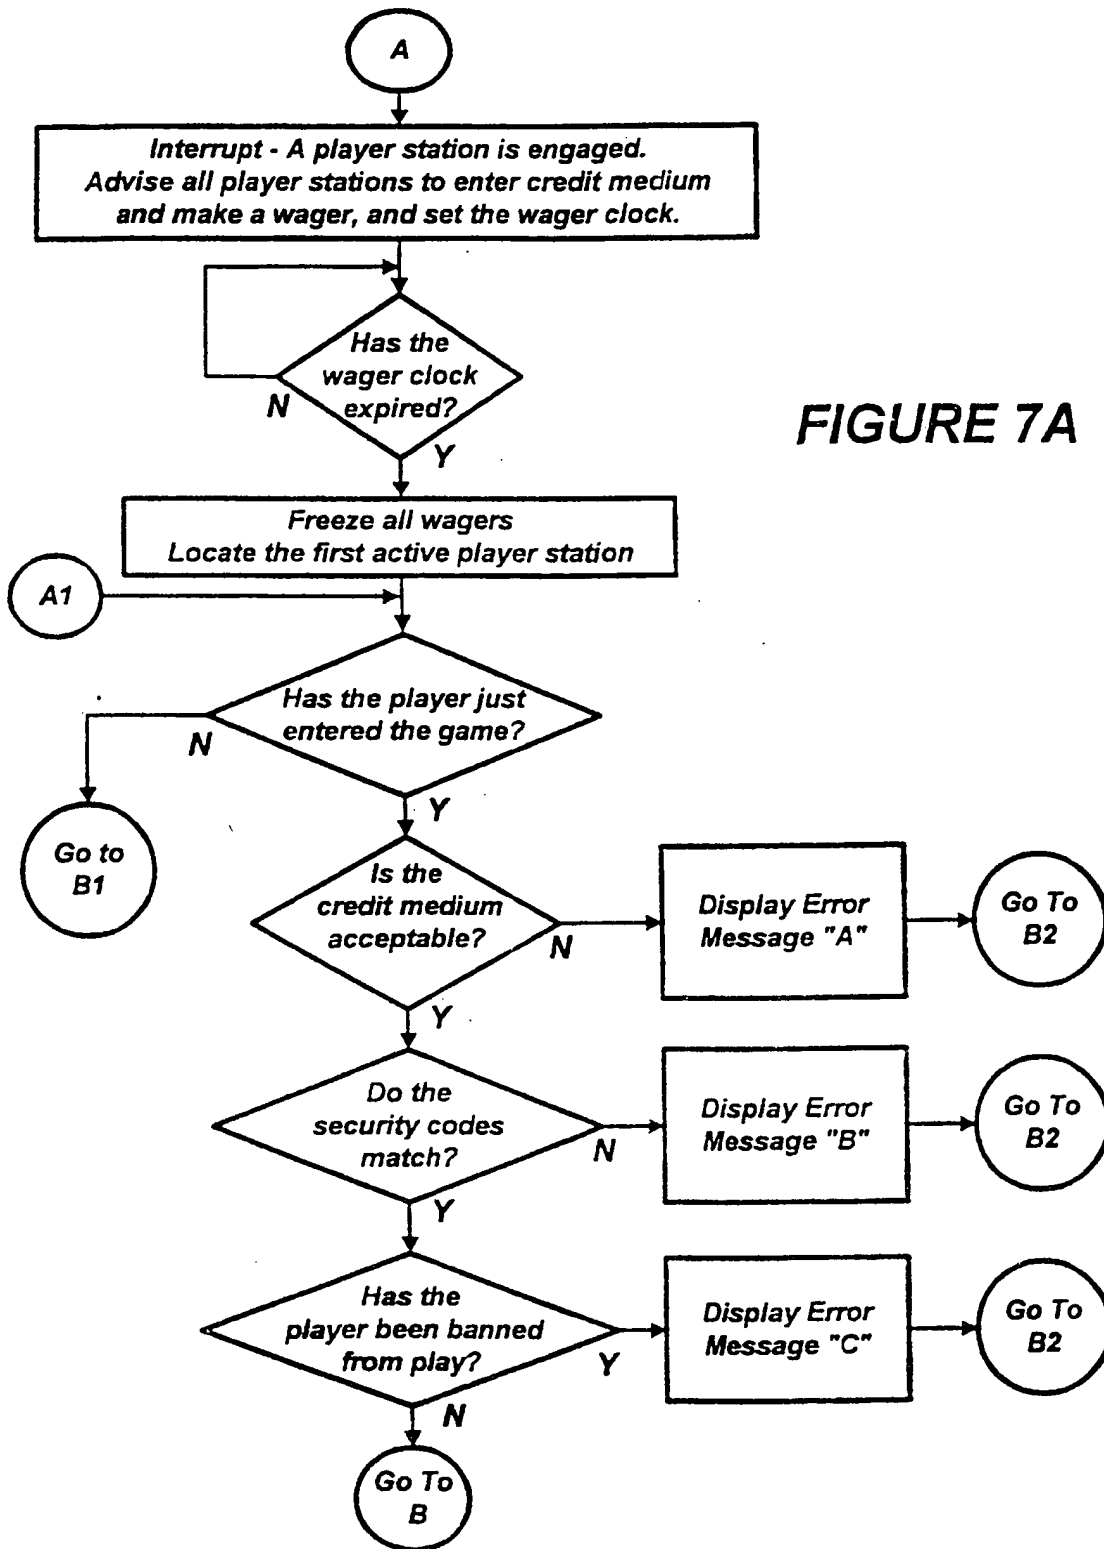 A
Interrupt - A player station is engaged.
Advise all player stations to enter credit medium
and make a wager, and set the wager clock.
Has the
wager clock
expired?
N
Y
FIGURE 7A
Freeze all wagers
Locate the first active player station
A1
Has the player just
entered the game?
N
Y
Go to
B1
Is the
credit medium
acceptable?
N
Y
Display Error
Message "A"
Go To
B2
Do the
security codes
match?
N
Y
Display Error
Message "B"
Go To
B2
Has the
player been banned
from play?
Y
N
Display Error
Message "C"
Go To
B2
Go To
B